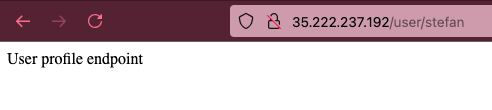 35.222.237.192/user/stefan
User profile endpoint